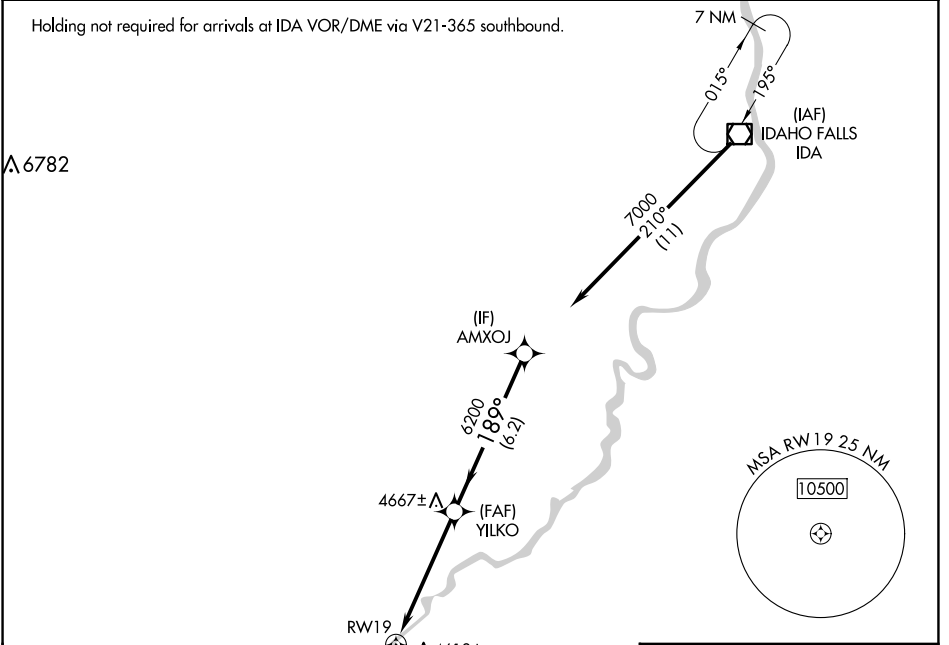 Holding not required for arrivals at IDA VOR/DME via V21-365 southbound.
7 NM
015°
195°
(IAF)
IDAHO FALLS
IDA
6782
7000
210°
(11)
(IF)
AMXOJ
6200
189°
(6.2)
4667±
(FAF)
YILKO
MSA RW19 25 NM
10500
RW19